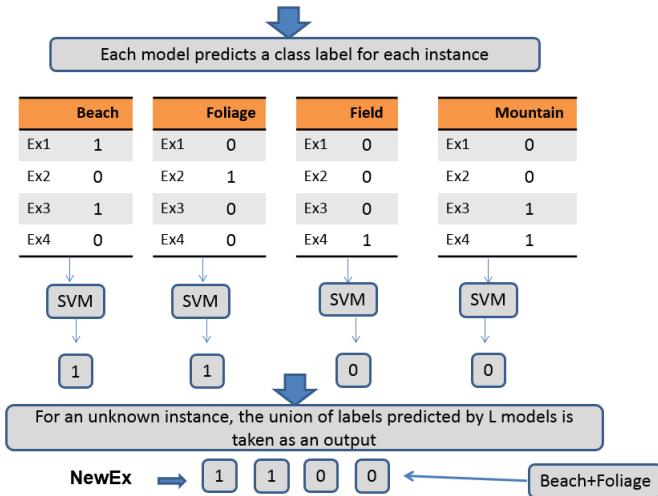 Each model predicts a class label for each instance
Beach Foliage Field Mountain
Ex1 1 Ex1 0 Ex1 0 Ex1 0
Ex2 0 Ex2 1 Ex2 0 Ex2 0
Ex3 1 Ex3 0 Ex3 0 Ex3 1
Ex4 0 Ex4 0 Ex4 1 Ex4 1
SVM SVM SVM SVM
1 1 0 0
For an unknown instance, the union of labels predicted by L models is
taken as an output
NewEx 1 1 0 0
Beach+Foliage